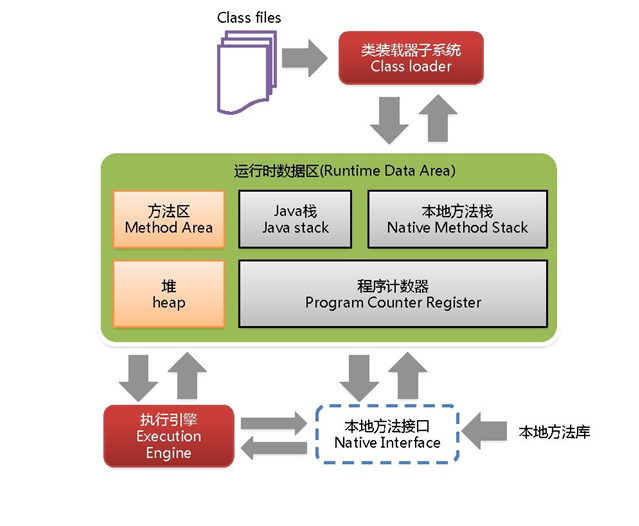 Class files
类装载器子系统
Class loader
运行时数据区(Runtime Data Area)
方法区
Method Area
Java栈
Java stack
本地方法栈
Native Method Stack
堆
heap
程序计数器
Program Counter Register
执行引擎
Execution
Engine
本地方法接口
Native Interface
本地方法库